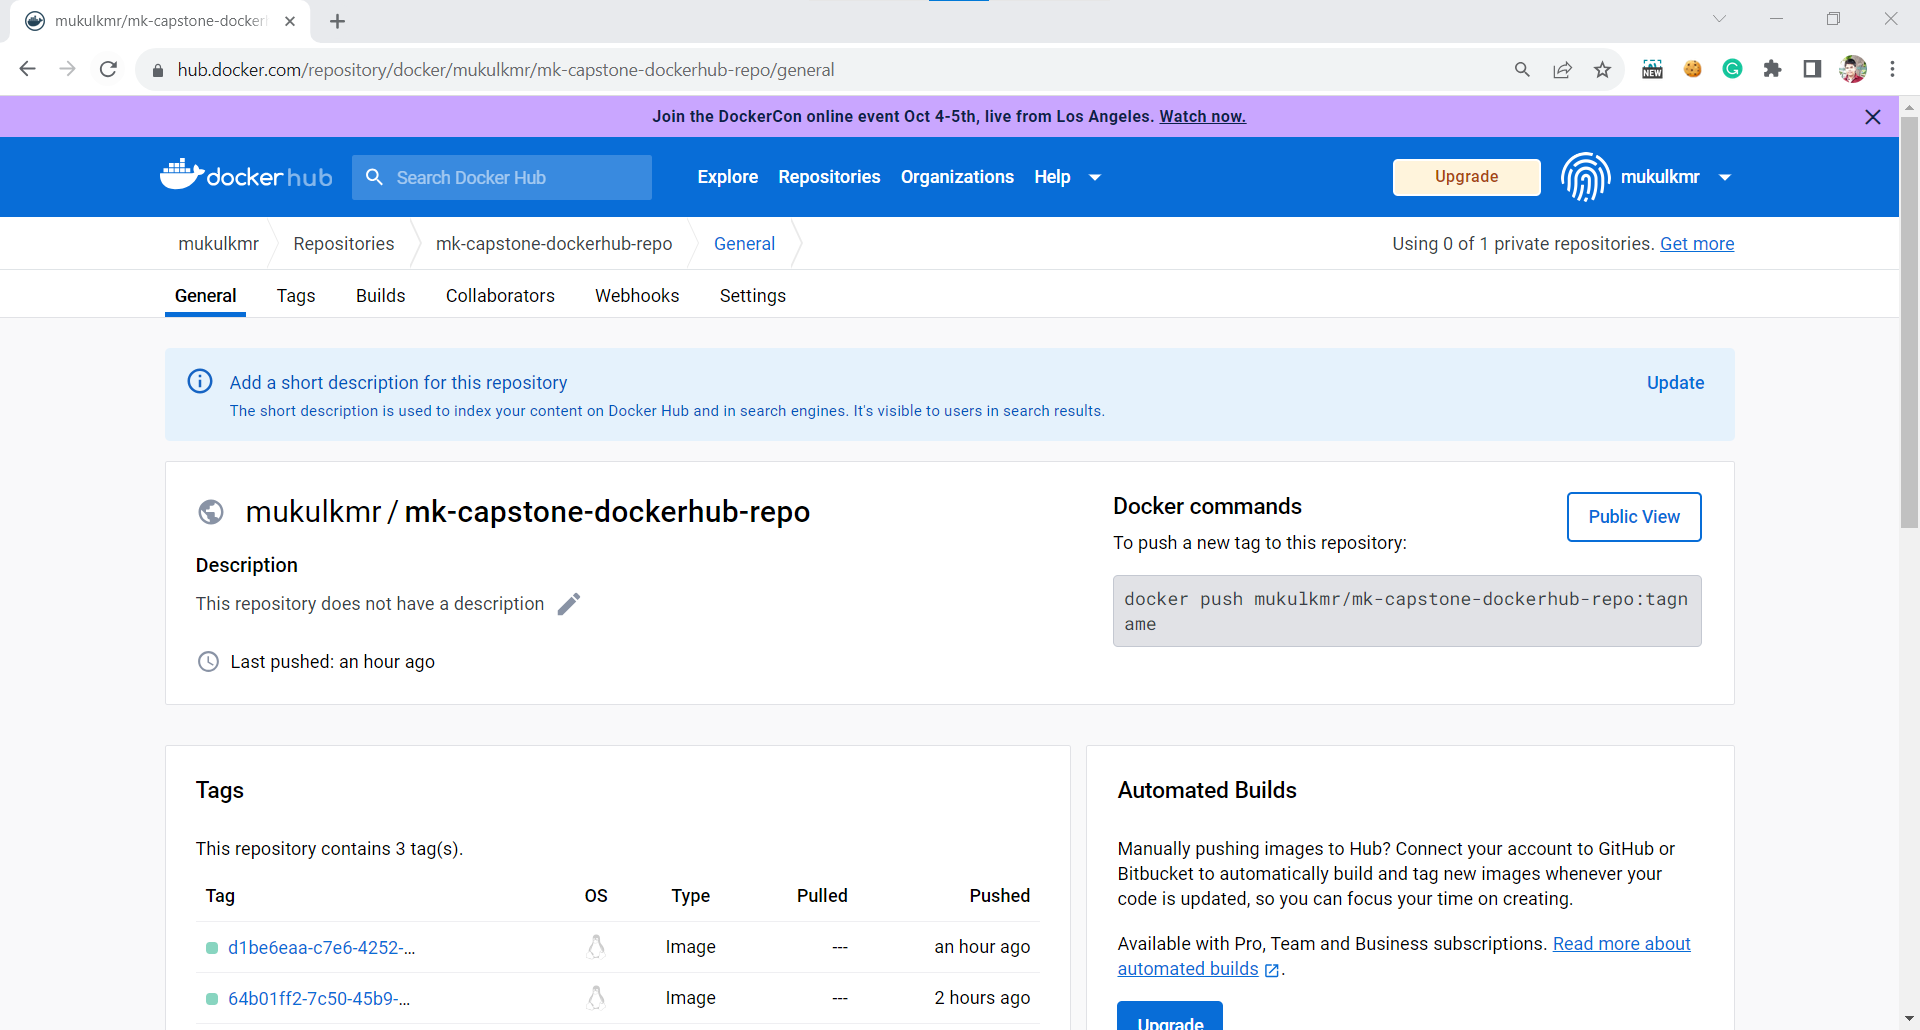 mukulkmr/mk-capstone-dockerh
hub.docker.com/repository/docker/mukulkmr/mk-capstone-dockerhub-repo/general
NEW
G
Join the DockerCon online event Oct 4-5th, live from Los Angeles. Watch now.
dockerhub
Search Docker Hub
Explore
Repositories
Organizations
Help
Upgrade
mukulkmr
mukulkmr
Repositories
mk-capstone-dockerhub-repo
General
Using 0 of 1 private repositories. Get more
General
Tags
Builds
Collaborators
Webhooks
Settings
Add a short description for this repository
Update
The short description is used to index your content on Docker Hub and in search engines. It's visible to users in search results.
mukulkmr / mk-capstone-dockerhub-repo
Description
This repository does not have a description
Last pushed: an hour ago
Docker commands
Public View
To push a new tag to this repository:
docker push mukulkmr/mk-capstone-dockerhub-repo:tagn
ame
Tags
This repository contains 3 tag(s).
Tag OS Type Pulled Pushed
d1be6eaa-c7e6-4252-... Image --- an hour ago
64b01ff2-7c50-45b9-... Image --- 2 hours ago
Automated Builds
Manually pushing images to Hub? Connect your account to GitHub or
Bitbucket to automatically build and tag new images whenever your
code is updated, so you can focus your time on creating.
Available with Pro, Team and Business subscriptions. Read more about
automated builds .
Upgrade